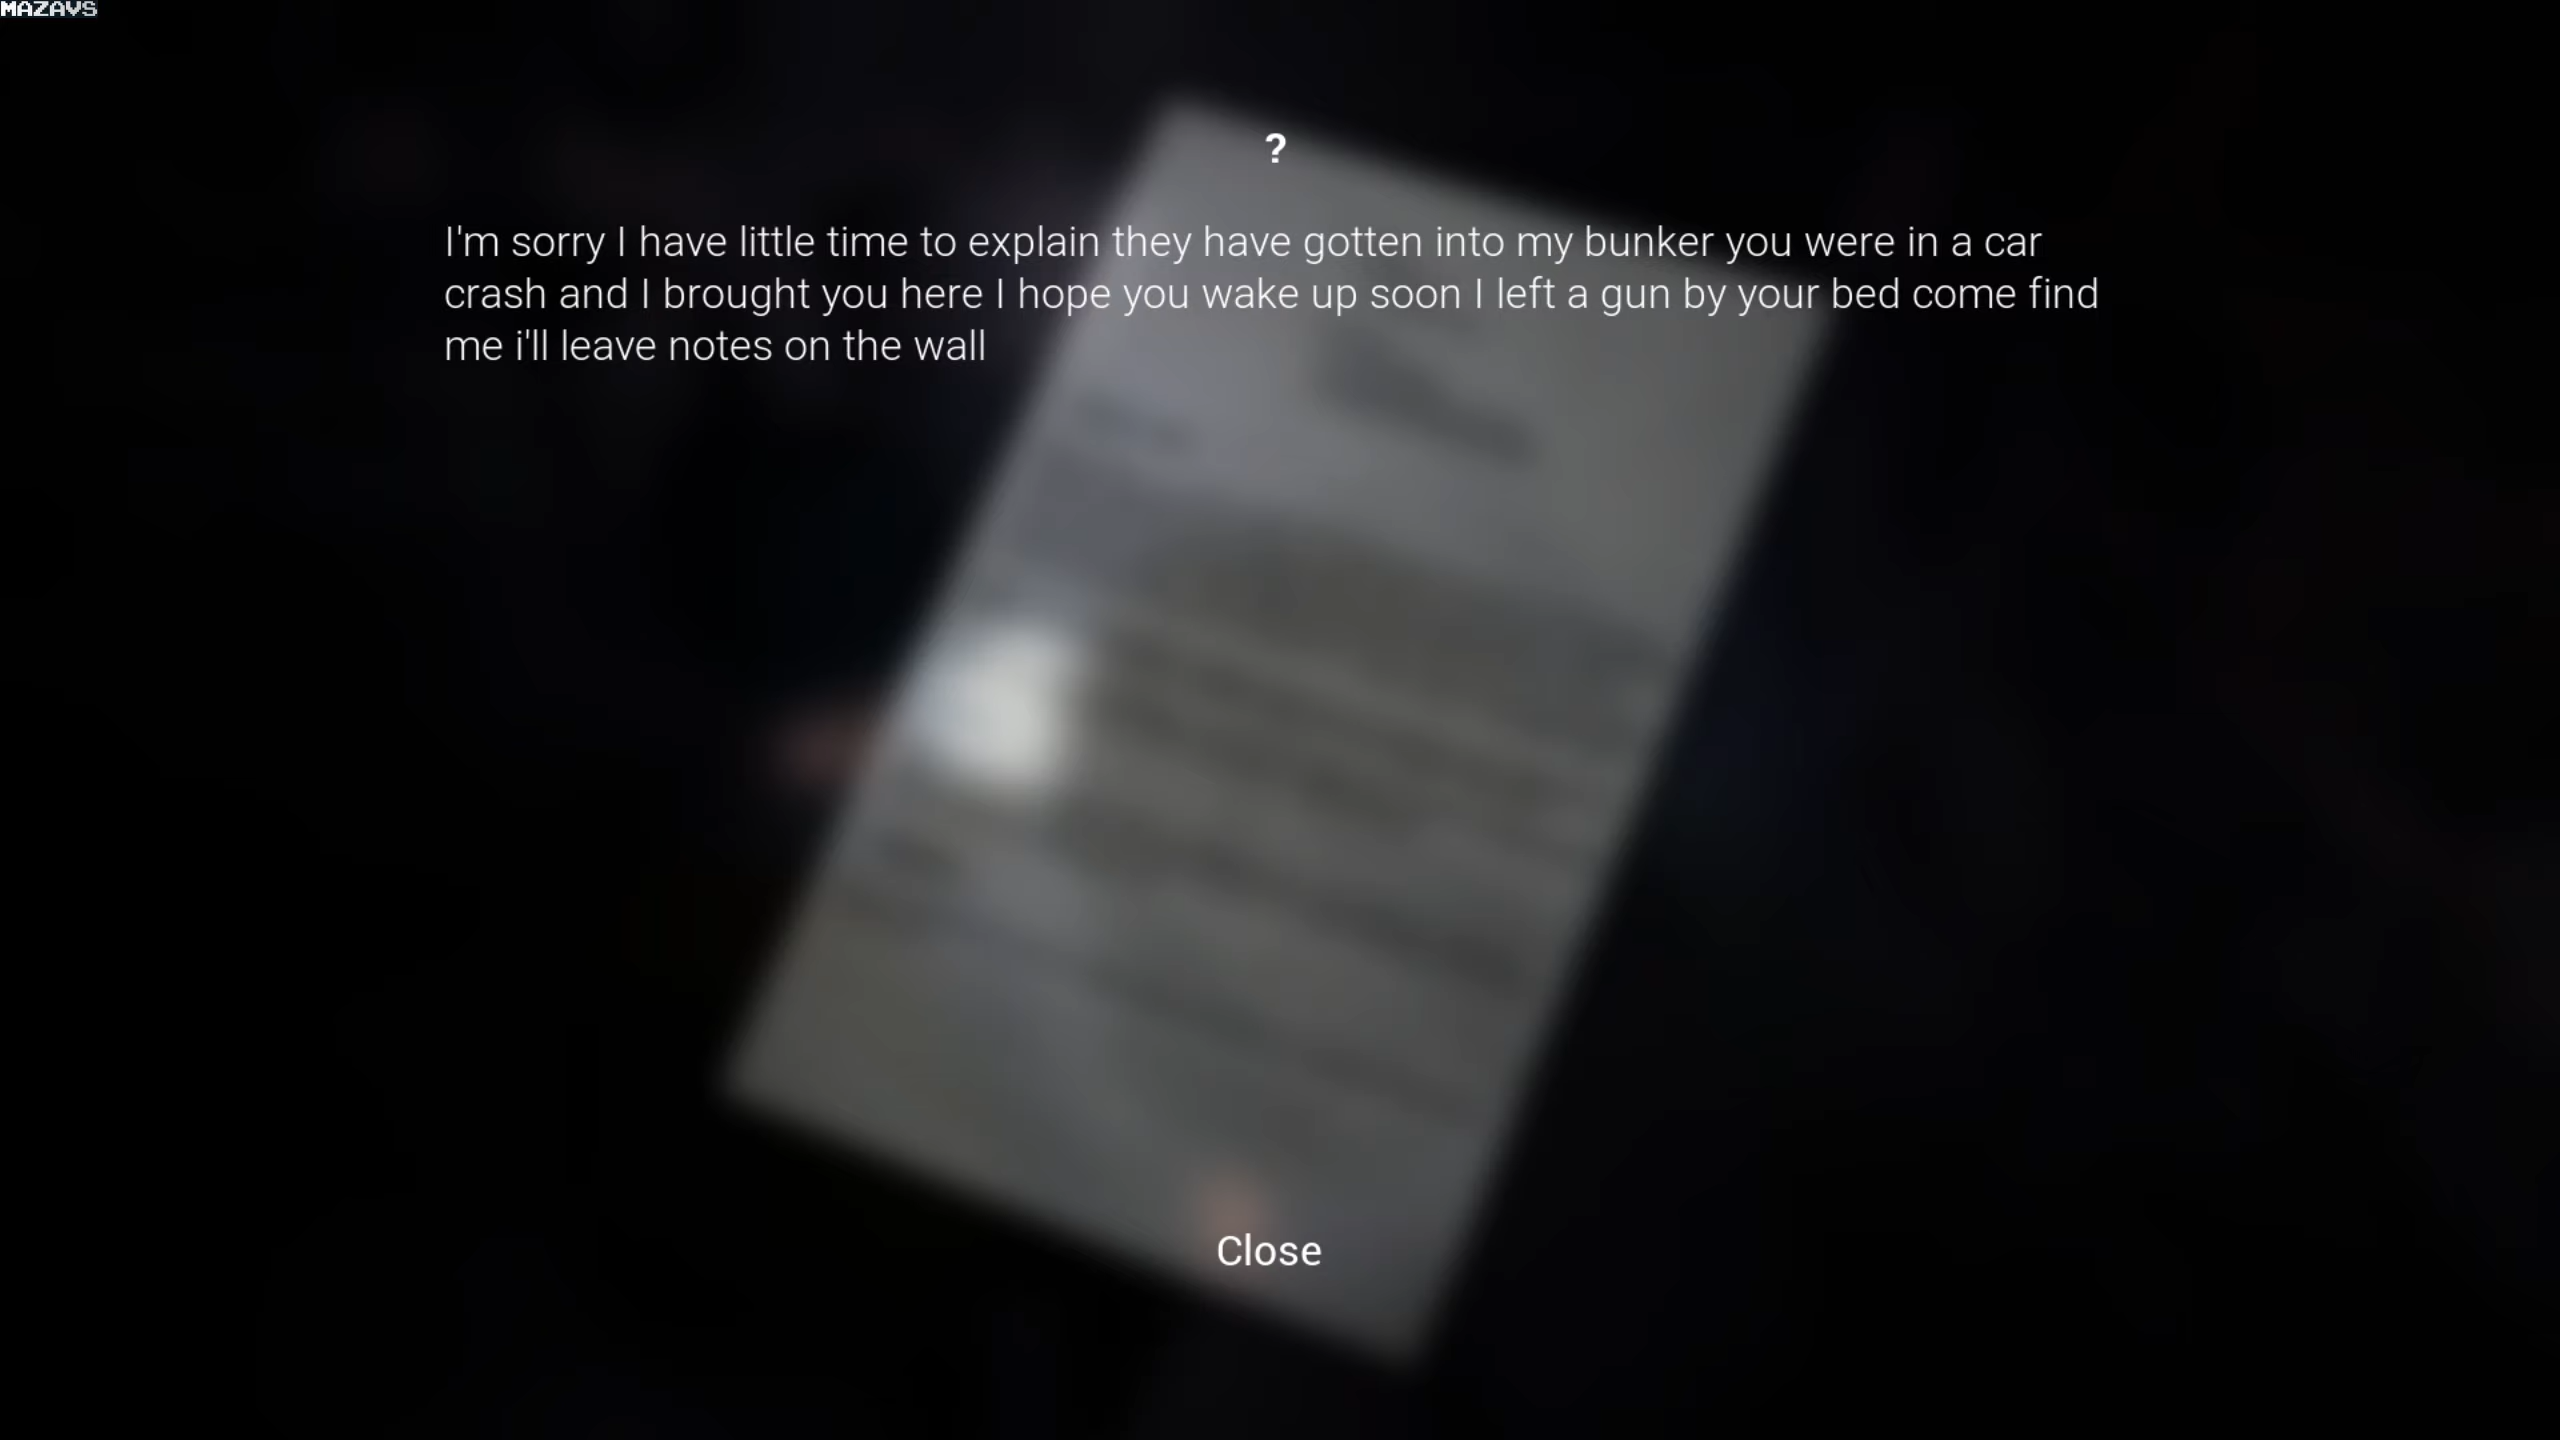 MAZAVS
?
I'm sorry I have little time to explain they have gotten into my bunker you were in a car
crash and I brought you here I hope you wake up soon I left a gun by your bed come find
me i'll leave notes on the wall
Close